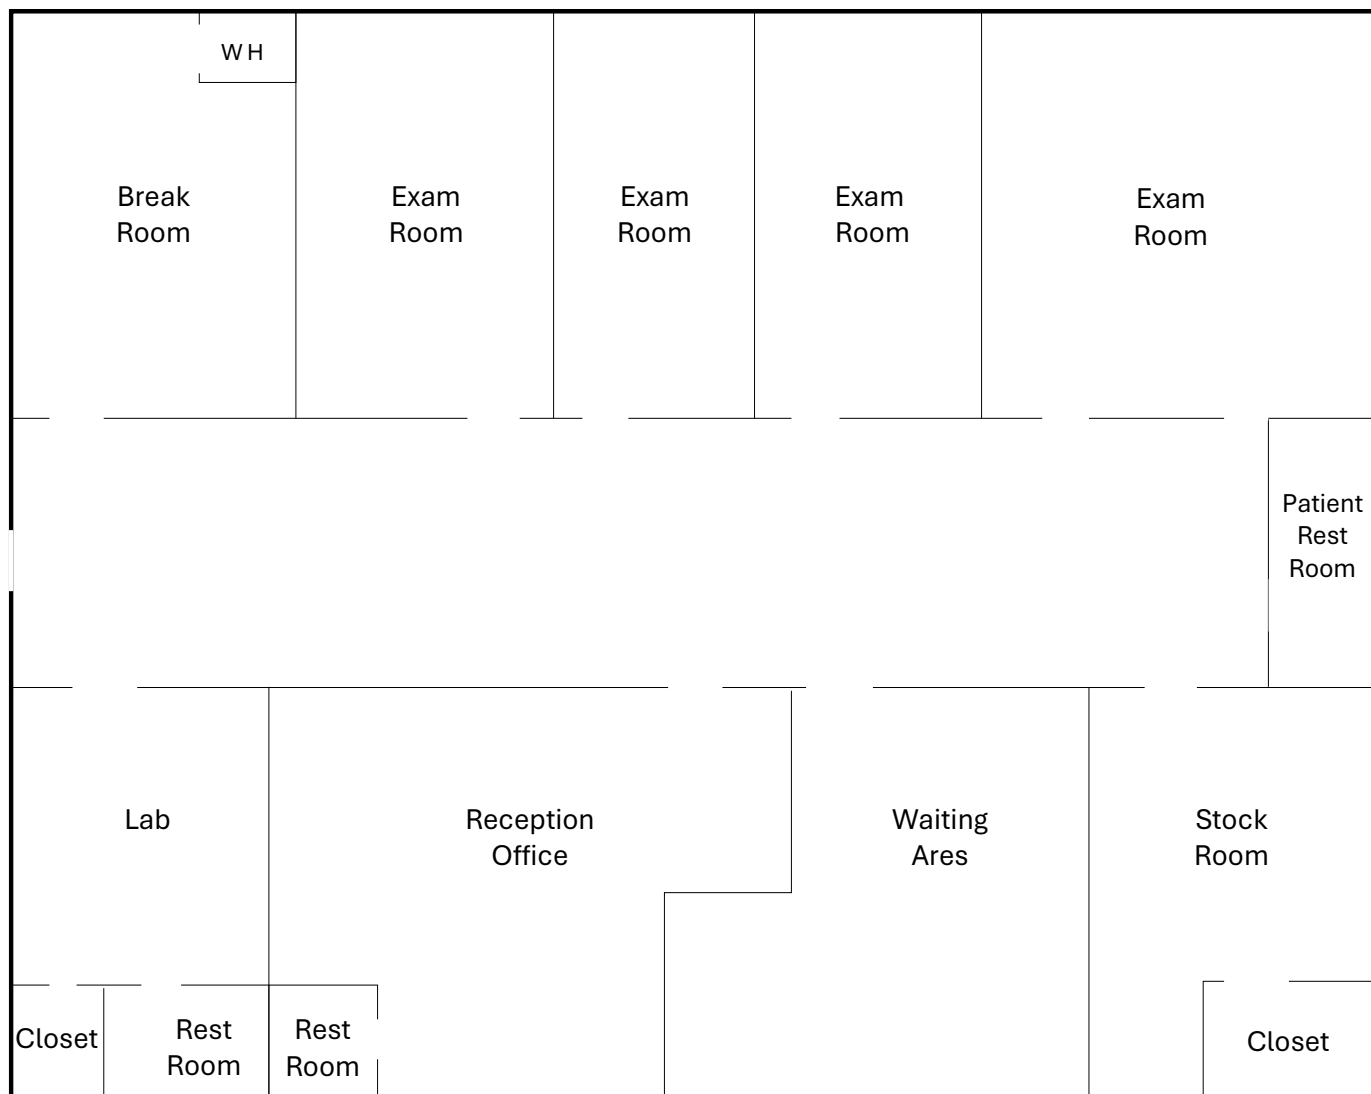 W H
Break
Room
Exam
Room
Exam
Room
Exam
Room
Exam
Room
Patient
Rest
Room
Lab
Reception
Office
Waiting
Ares
Stock
Room
Closet
Rest
Room
Rest
Room
Closet